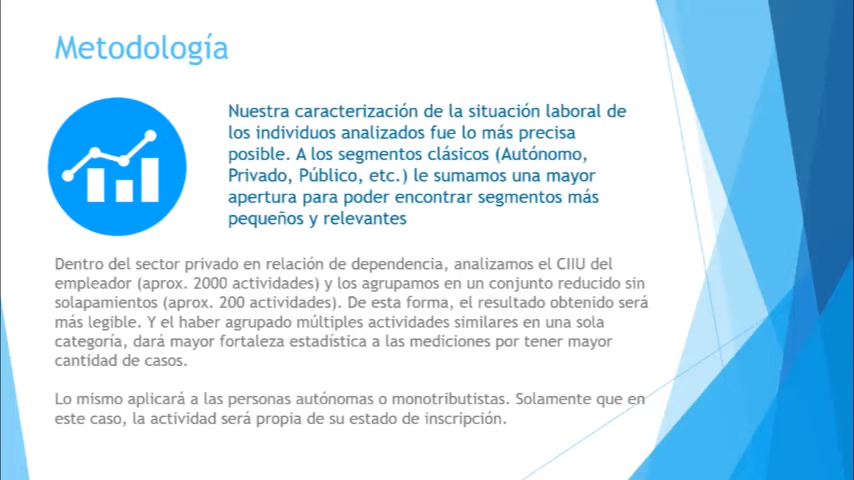 Metodología
Nuestra caracterización de la situación laboral de
los individuos analizados fue lo más precisa
posible. A los segmentos clásicos (Autónomo,
Privado, Público, etc.) le sumamos una mayor
apertura para poder encontrar segmentos más
pequeños y relevantes
Dentro del sector privado en relación de dependencia, analizamos el CIIU del
empleador (aprox. 2000 actividades) y los agrupamos en un conjunto reducido sin
solapamientos (aprox. 200 actividades). De esta forma, el resultado obtenido será
más legible. Y el haber agrupado múltiples actividades similares en una sola
categoría, dará mayor fortaleza estadística a las mediciones por tener mayor
cantidad de casos.
Lo mismo aplicará a las personas autónomas o monotributistas. Solamente que en
este caso, la actividad será propia de su estado de inscripción.